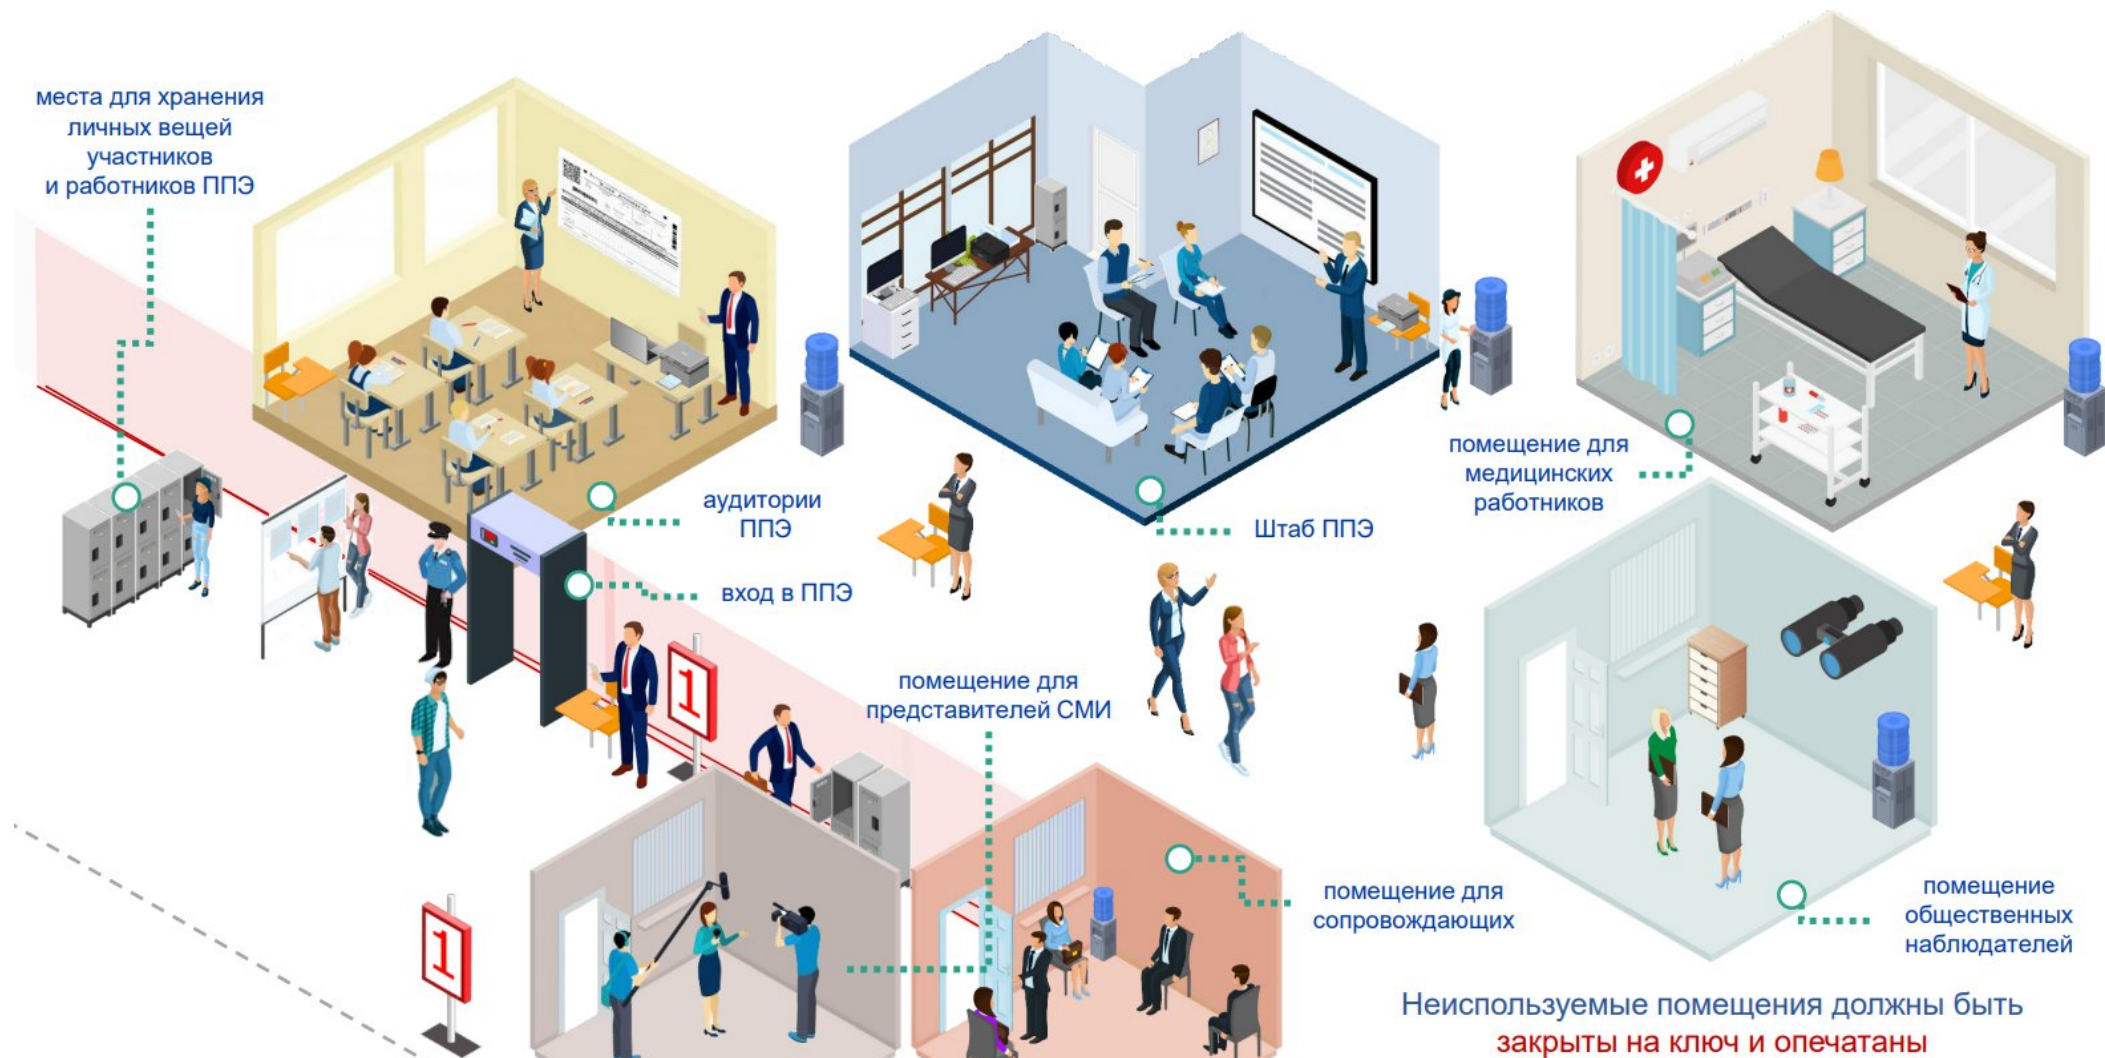 места для хранения
личных вещей
участников
и работников ППЭ
аудитории
ППЭ
вход в ППЭ
Штаб ППЭ
помещение для
медицинских
работников
помещение для
представителей СМИ
1
1
помещение для
сопровождающих
помещение
общественных
наблюдателей
Неиспользуемые помещения должны быть
закрыты на ключ и опечатаны